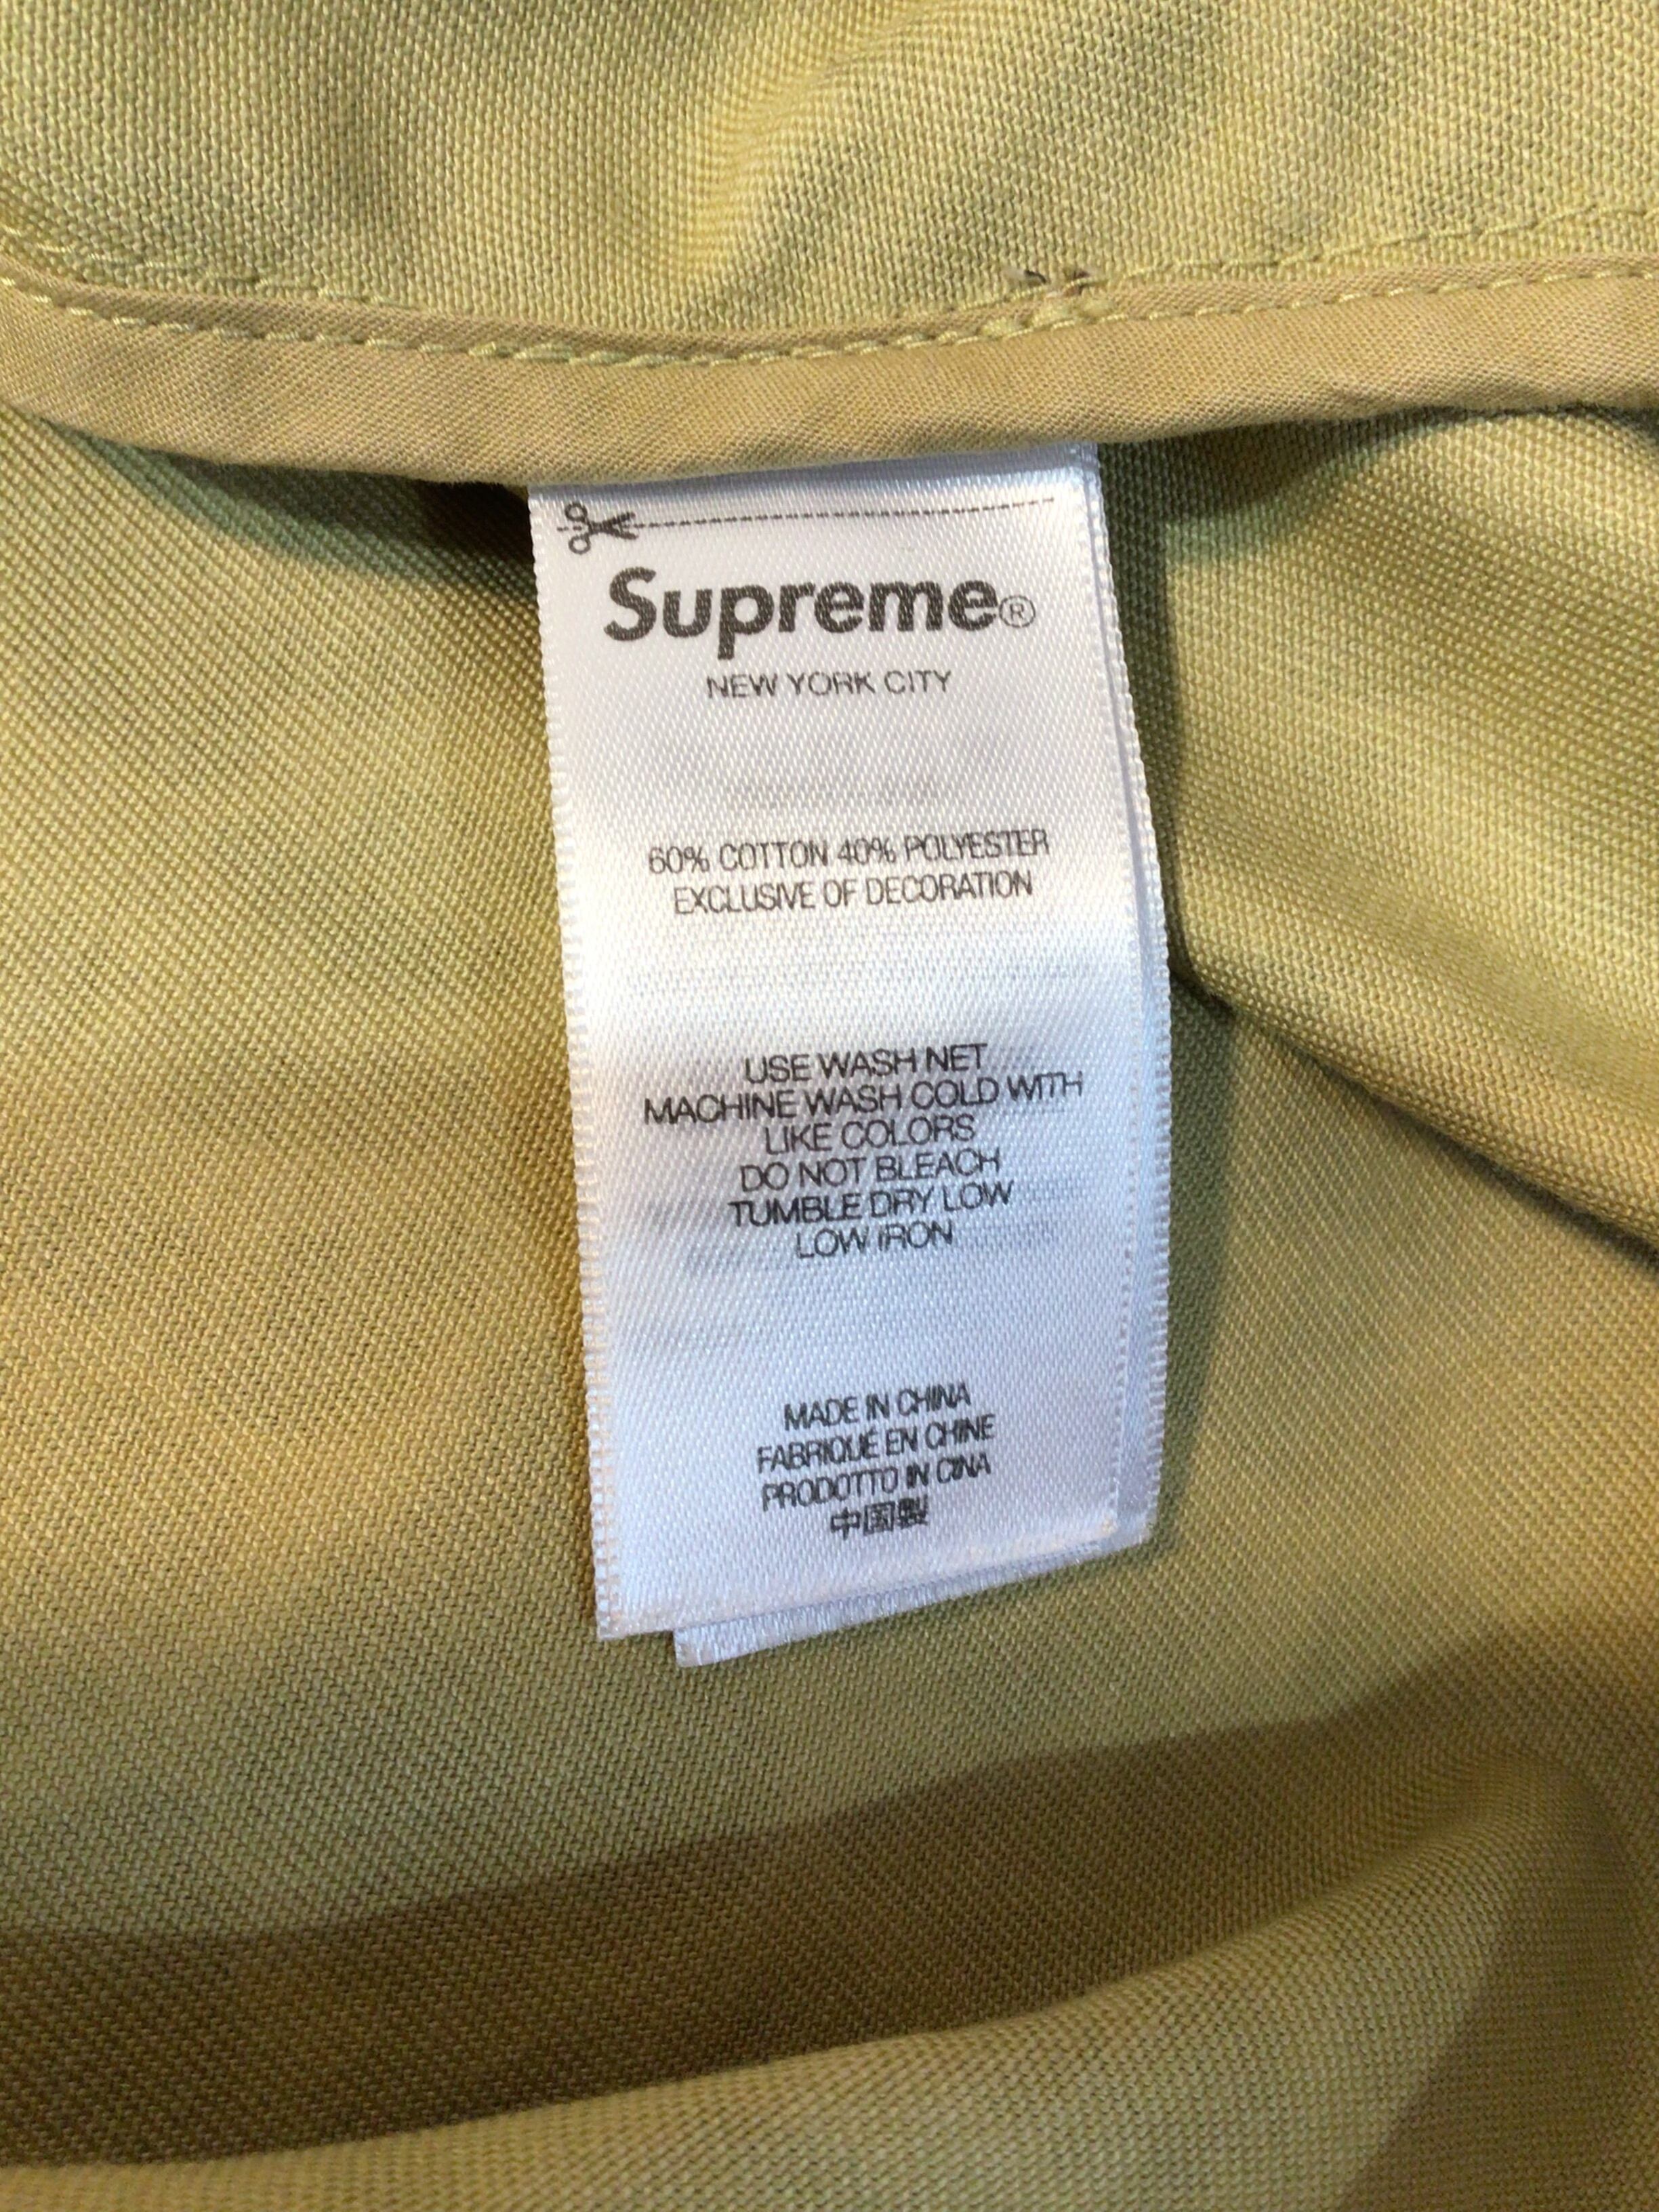 Supreme®
NEW YORK CITY
60% COTTON 40% POLYESTER
EXCLUSIVE OF DECORATION
USE WASH NET
MACHINE WASH COLD WITH
LIKE COLORS
DO NOT BLEACH
TUMBLE DRY LOW
LOW IRON
MADE IN CHINA
FABRIQUÉ EN CHINE
PRODOTTO IN CINA
中国製